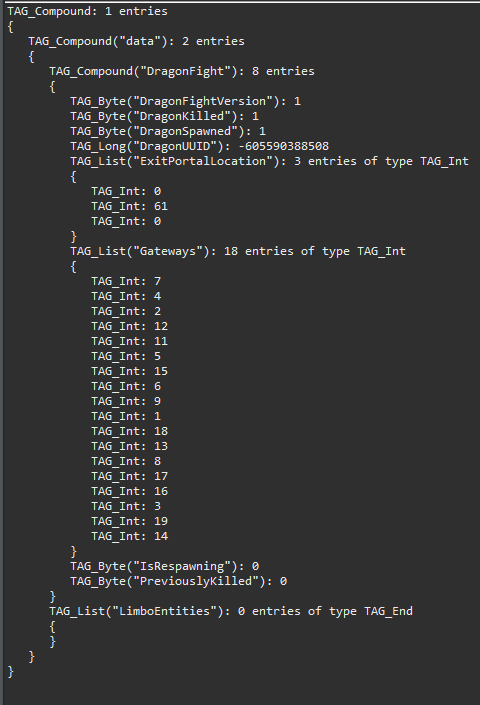 TAG_Compound: 1 entries
{
TAG_Compound("data"): 2 entries
{
TAG_Compound("DragonFight"): 8 entries
{
TAG_Byte("DragonFightVersion"): 1
TAG_Byte("DragonKilled"): 1
TAG_Byte("DragonSpawned"): 1
TAG_Long("DragonUUID"): -605590388508
TAG_List("ExitPortalLocation"): 3 entries of type TAG_Int
{
TAG_Int: 0
TAG_Int: 61
TAG_Int: 0
}
TAG_List("Gateways"): 18 entries of type TAG_Int
{
TAG_Int: 7
TAG_Int: 4
TAG_Int: 2
TAG_Int: 12
TAG_Int: 11
TAG_Int: 5
TAG_Int: 15
TAG_Int: 6
TAG_Int: 9
TAG_Int: 1
TAG_Int: 18
TAG_Int: 13
TAG_Int: 8
TAG_Int: 17
TAG_Int: 16
TAG_Int: 3
TAG_Int: 19
TAG_Int: 14
}
TAG_Byte("IsRespawning"): 0
TAG_Byte("PreviouslyKilled"): 0
}
TAG_List("LimboEntities"): 0 entries of type TAG_End
{
}
}
}